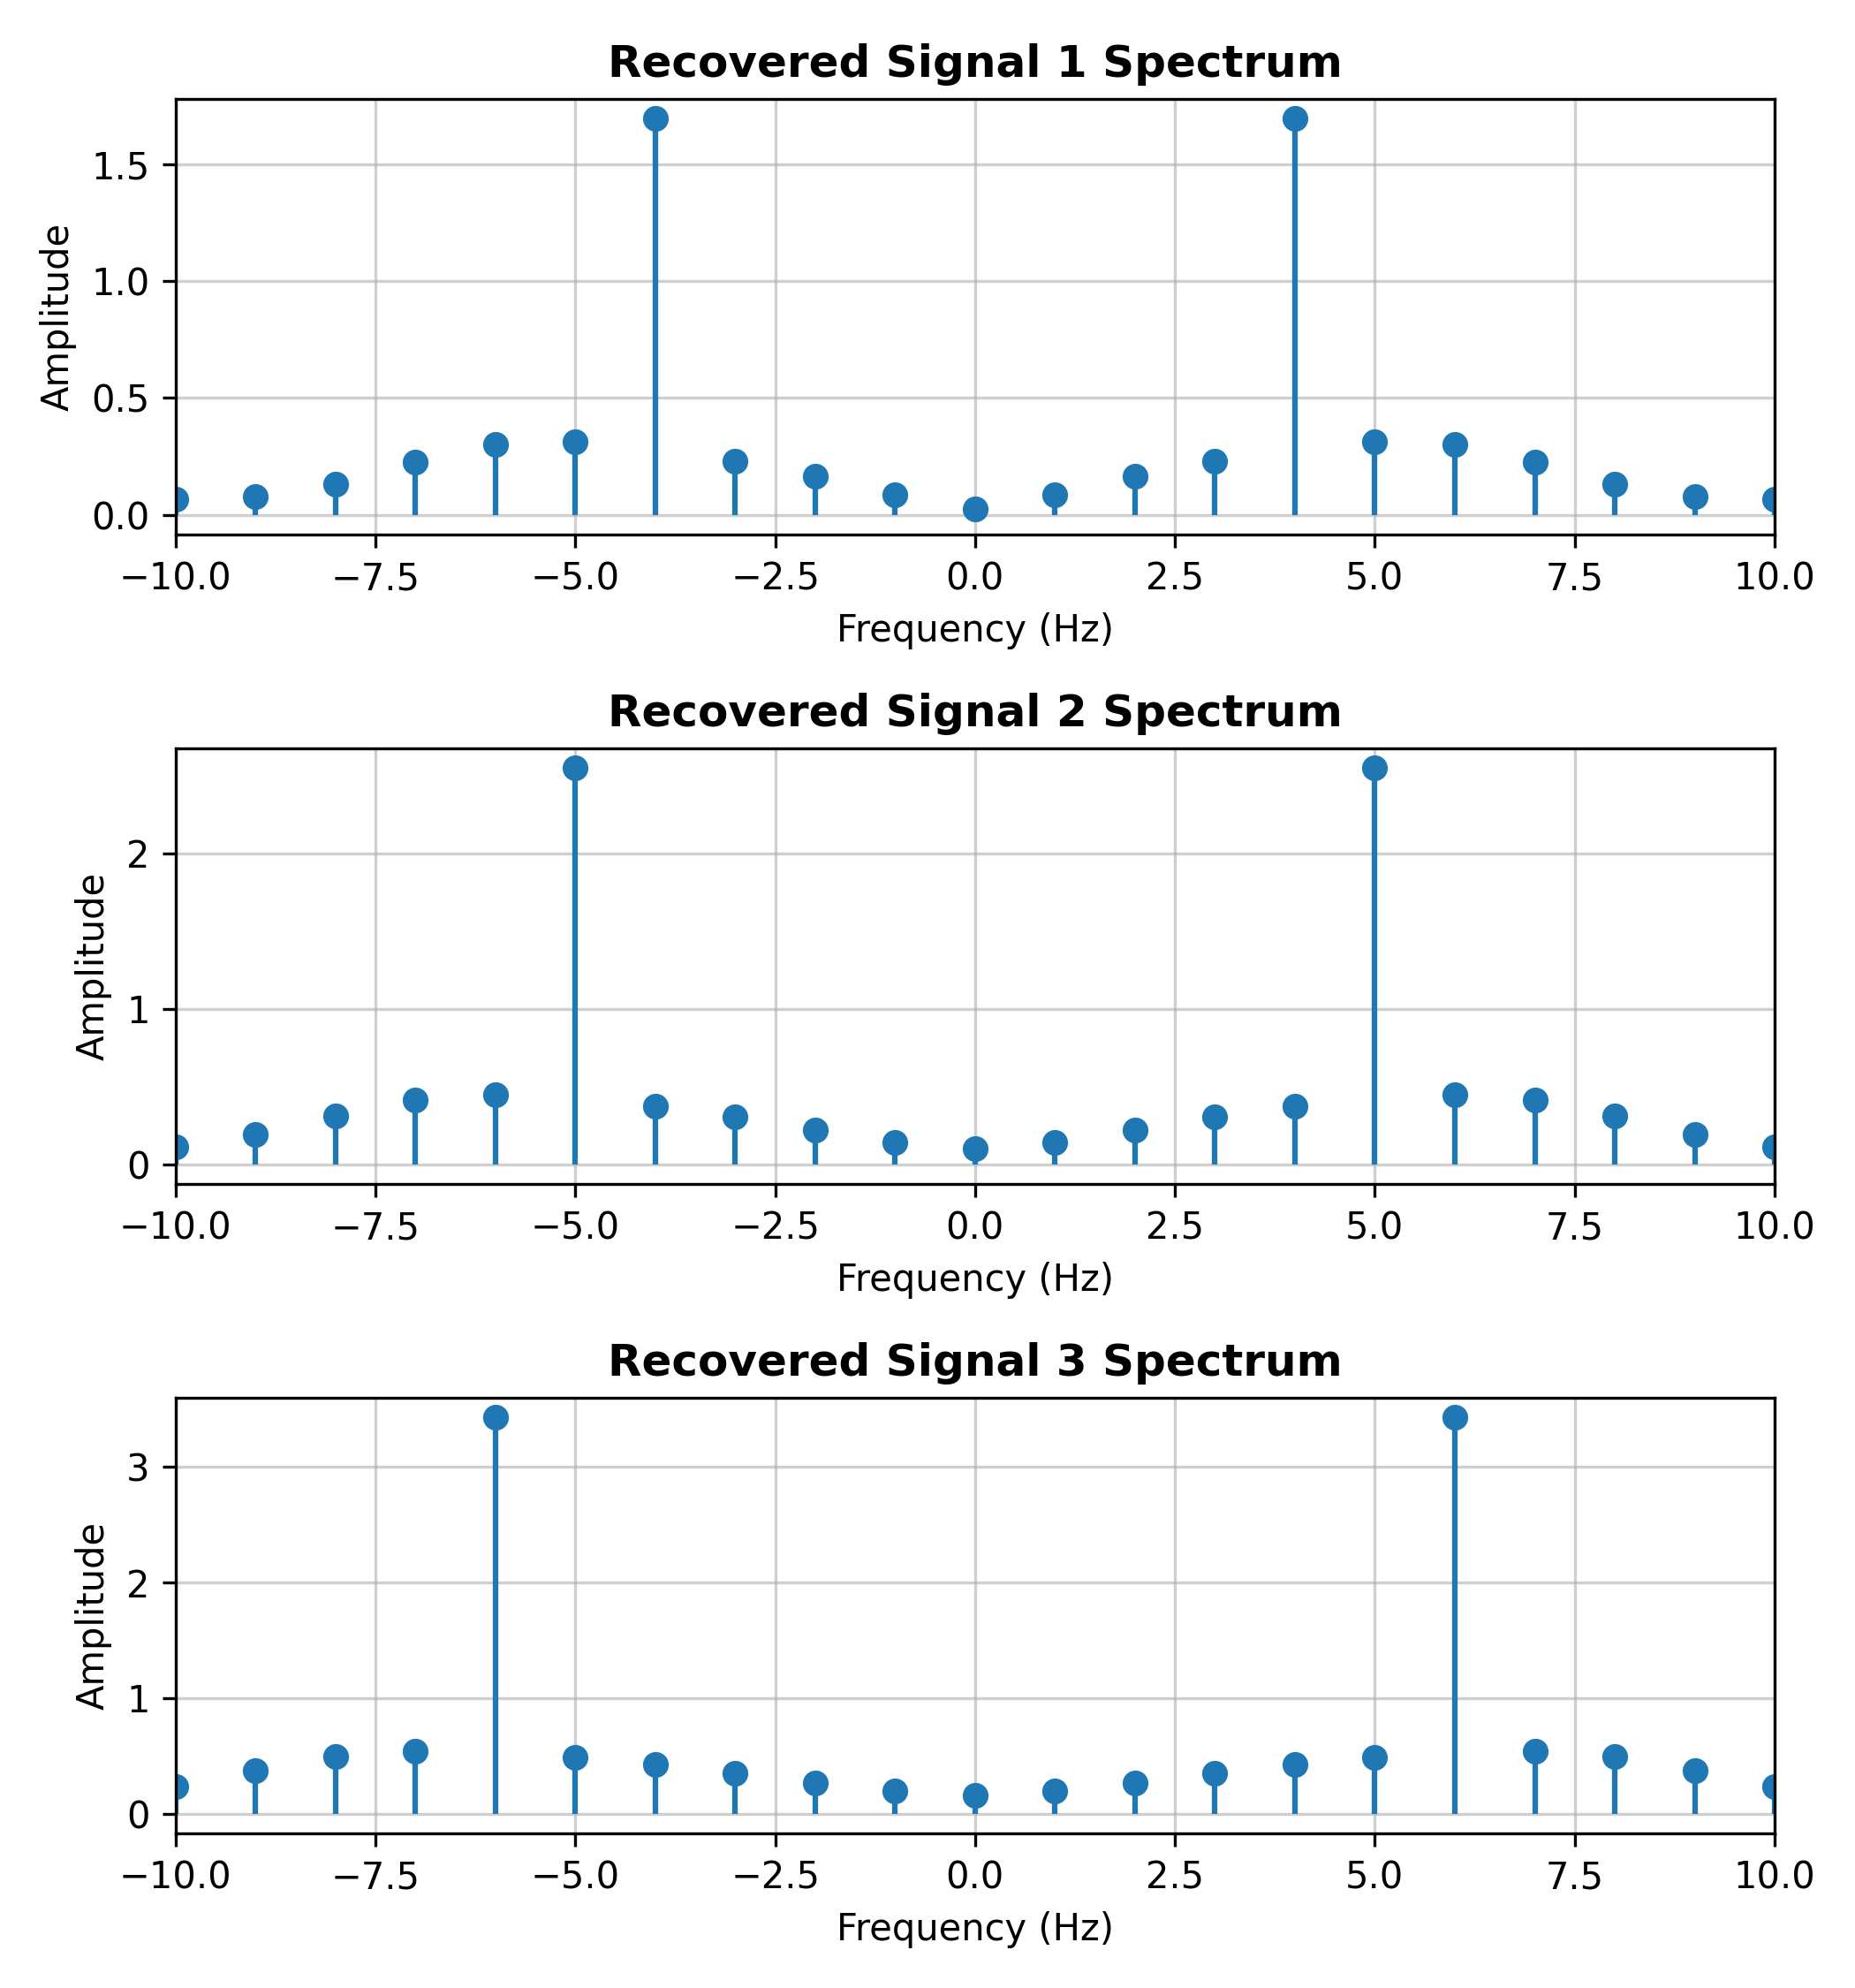 Recovered Signal 1 Spectrum
Amplitude
1.5
1.0
0.5
0.0
−10.0 −7.5 −5.0 −2.5 0.0 2.5 5.0 7.5 10.0
Frequency (Hz)
Recovered Signal 2 Spectrum
Amplitude
2
1
0
−10.0 −7.5 −5.0 −2.5 0.0 2.5 5.0 7.5 10.0
Frequency (Hz)
Recovered Signal 3 Spectrum
Amplitude
3
2
1
0
−10.0 −7.5 −5.0 −2.5 0.0 2.5 5.0 7.5 10.0
Frequency (Hz)